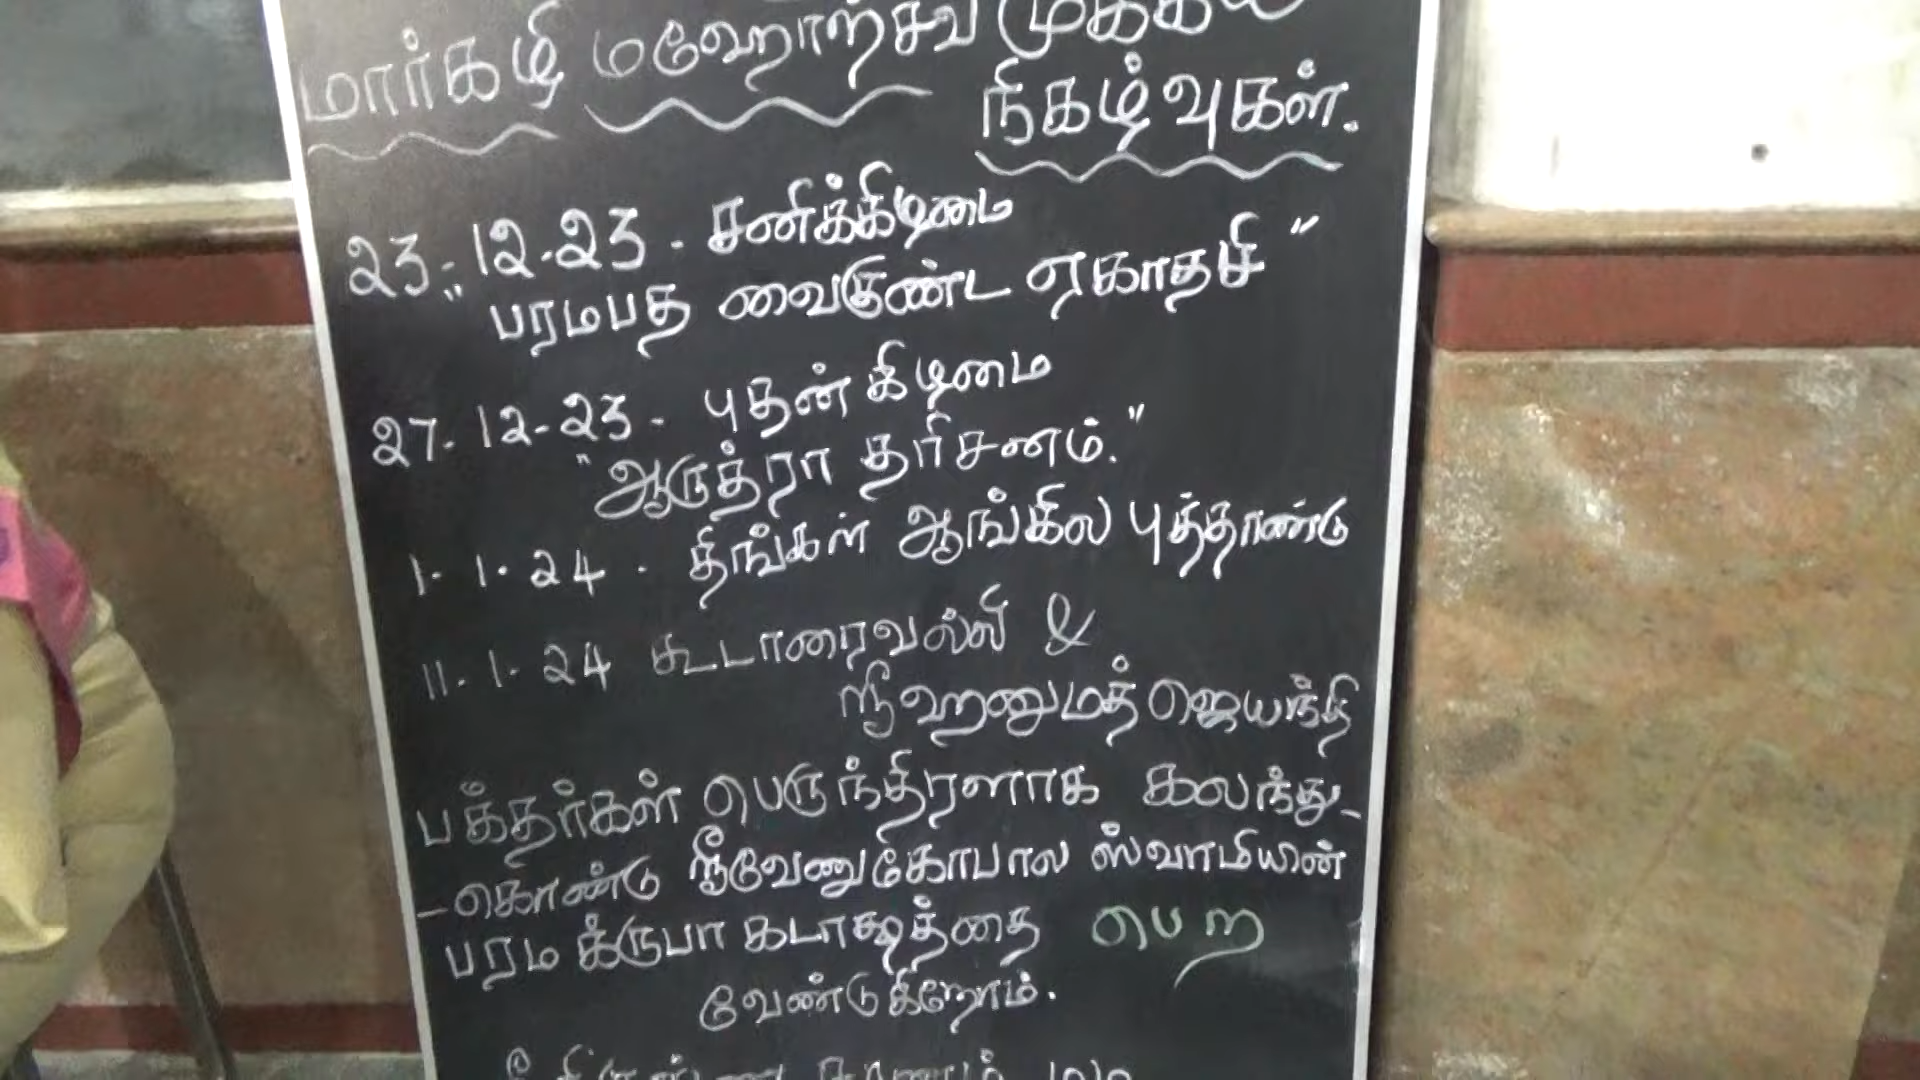 மார்கழி மஹோற்சவ முக்கிய
நிகழ்வுகள்.
23-12-23 - சனிக்கிழமை
"பரமபத வைகுண்ட ஏகாதசி"
27-12-23 - புதன் கிழமை
"ஆருத்ரா தரிசனம்."
1-1-24 - திங்கள் ஆங்கில புத்தாண்டு
11-1-24 கூடாரைவல்லி &
ஸ்ரீ ஹனுமத் ஜெயந்தி
பக்தர்கள் பெருந்திரளாக கலந்து-
-கொண்டு ஸ்ரீவேணுகோபால ஸ்வாமியின்
பரம க்ருபா கடாக்ஷத்தை பெற
வேண்டுகிறோம்.